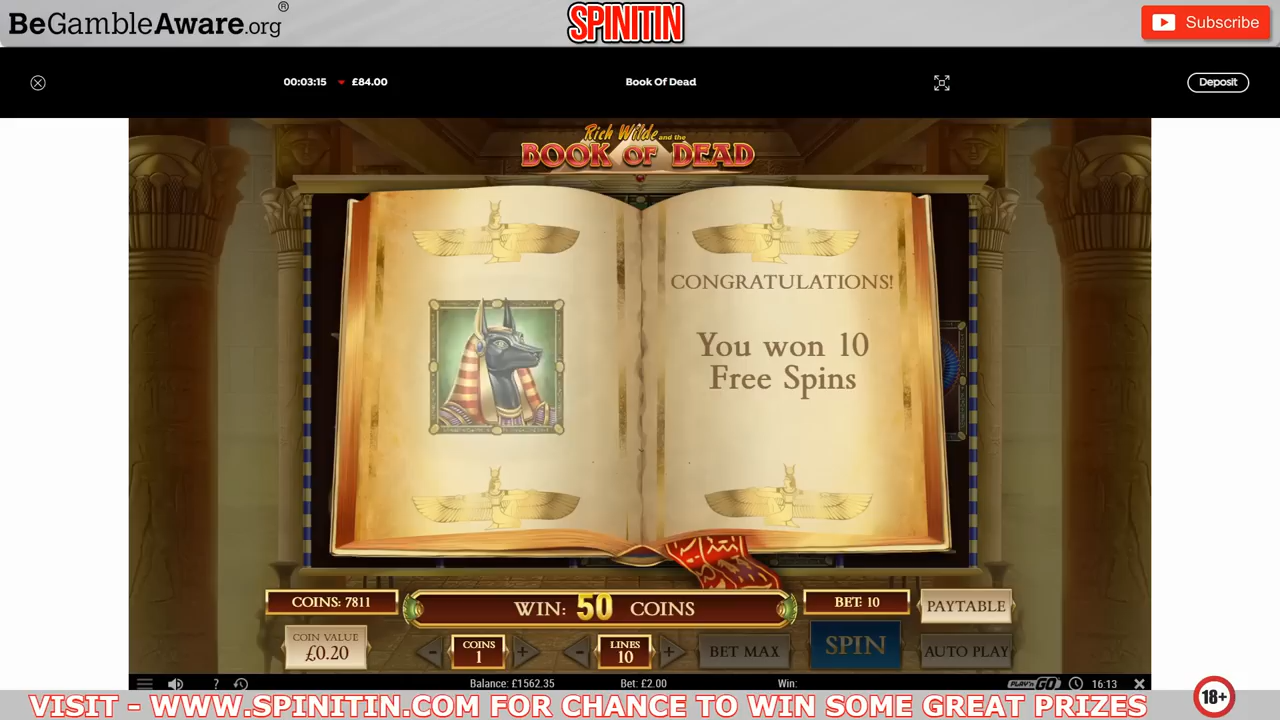 BeGambleAware.org®
SPINITIN
Subscribe
00:03:15 £84.00
Book Of Dead
Deposit
Rich Wilde and the
BOOK OF DEAD
CONGRATULATIONS!
You won 10
Free Spins
COINS: 7811
WIN: 50 COINS
BET: 10
PAYTABLE
COIN VALUE
£0.20
-
COINS
1
+
-
LINES
10
+
BET MAX
SPIN
AUTO PLAY
?
Balance: £1562.35
Bet: £2.00
Win:
PLAY'N GO
16:13
VISIT - WWW.SPINITIN.COM FOR CHANCE TO WIN SOME GREAT PRIZES
18+